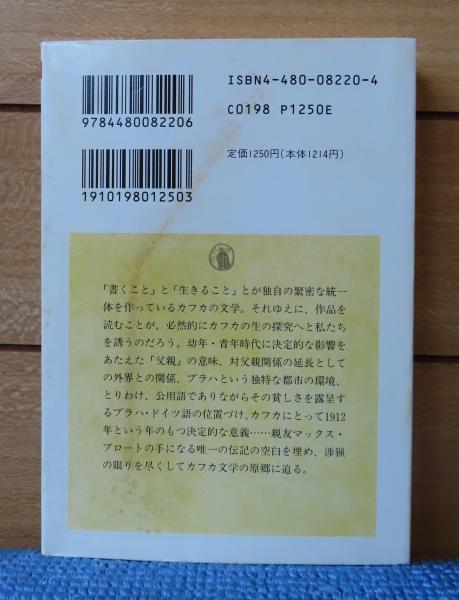 ISBN4-480-08220-4
9784480082206
C0198 P1250E
定価1250円(本体1214円)
1910198012503
「書くこと」と「生きること」とが独自の緊密な統一
体を作っているカフカの文学。それゆえに、作品を
読むことが、必然的にカフカの生の探究へと私たち
を誘うのだろう。幼年・青年時代に決定的な影響を
あたえた「父親」の意味、対父親関係の延長として
の外界との関係、プラハという独特な都市の環境、
とりわけ、公用語でありながらその貧しさを露呈す
るプラハ・ドイツ語の位置づけ、カフカにとって1912
年という年のもつ決定的な意義……親友マックス・
ブロートの手になる唯一の伝記の空白を埋め、渉猟
の限りを尽くしてカフカ文学の原郷に迫る。